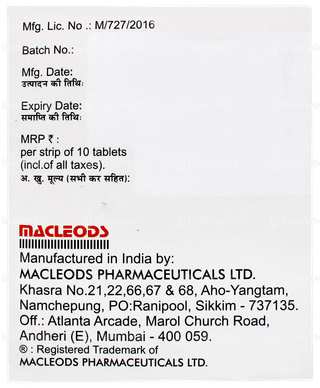 Mfg. Lic. No .: M/727/2016
Batch No.:
Mfg. Date:
उत्पादन की तिथि:
Expiry Date:
समाप्ति की तिथि:
MRP ₹ :
per strip of 10 tablets
(incl.of all taxes).
अ. खु. मूल्य (सभी कर सहित):
MACLEODS
Manufactured in India by:
MACLEODS PHARMACEUTICALS LTD.
Khasra No.21,22,66,67 & 68, Aho-Yangtam,
Namchepung, PO:Ranipool, Sikkim - 737135.
Off.: Atlanta Arcade, Marol Church Road,
Andheri (E), Mumbai - 400 059.
® : Registered Trademark of
MACLEODS PHARMACEUTICALS LTD.